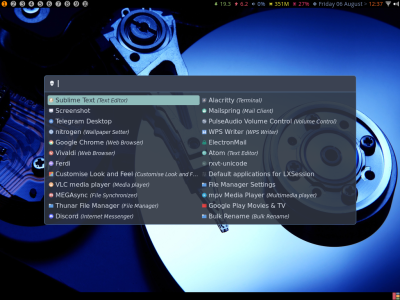 1 2 3 4 5 6 7 8 9 0
19.3 6.2 0% 351M 27% Friday 06 August - 12:37
Sublime Text (Text Editor)
Screenshot
Telegram Desktop
nitrogen (Wallpaper Setter)
Google Chrome (Web Browser)
Vivaldi (Web Browser)
Ferdi
Customise Look and Feel (Customise Look and F...
VLC media player (Media player)
MEGAsync (File Synchronizer)
Thunar File Manager (File Manager)
Discord (Internet Messenger)
Alacritty (Terminal)
Mailspring (Mail Client)
PulseAudio Volume Control (Volume Control)
WPS Writer (WPS Writer)
ElectronMail
Atom (Text Editor)
rxvt-unicode
Default applications for LXSession
File Manager Settings
mpv Media Player (Multimedia player)
Google Play Movies & TV
Bulk Rename (Bulk Rename)